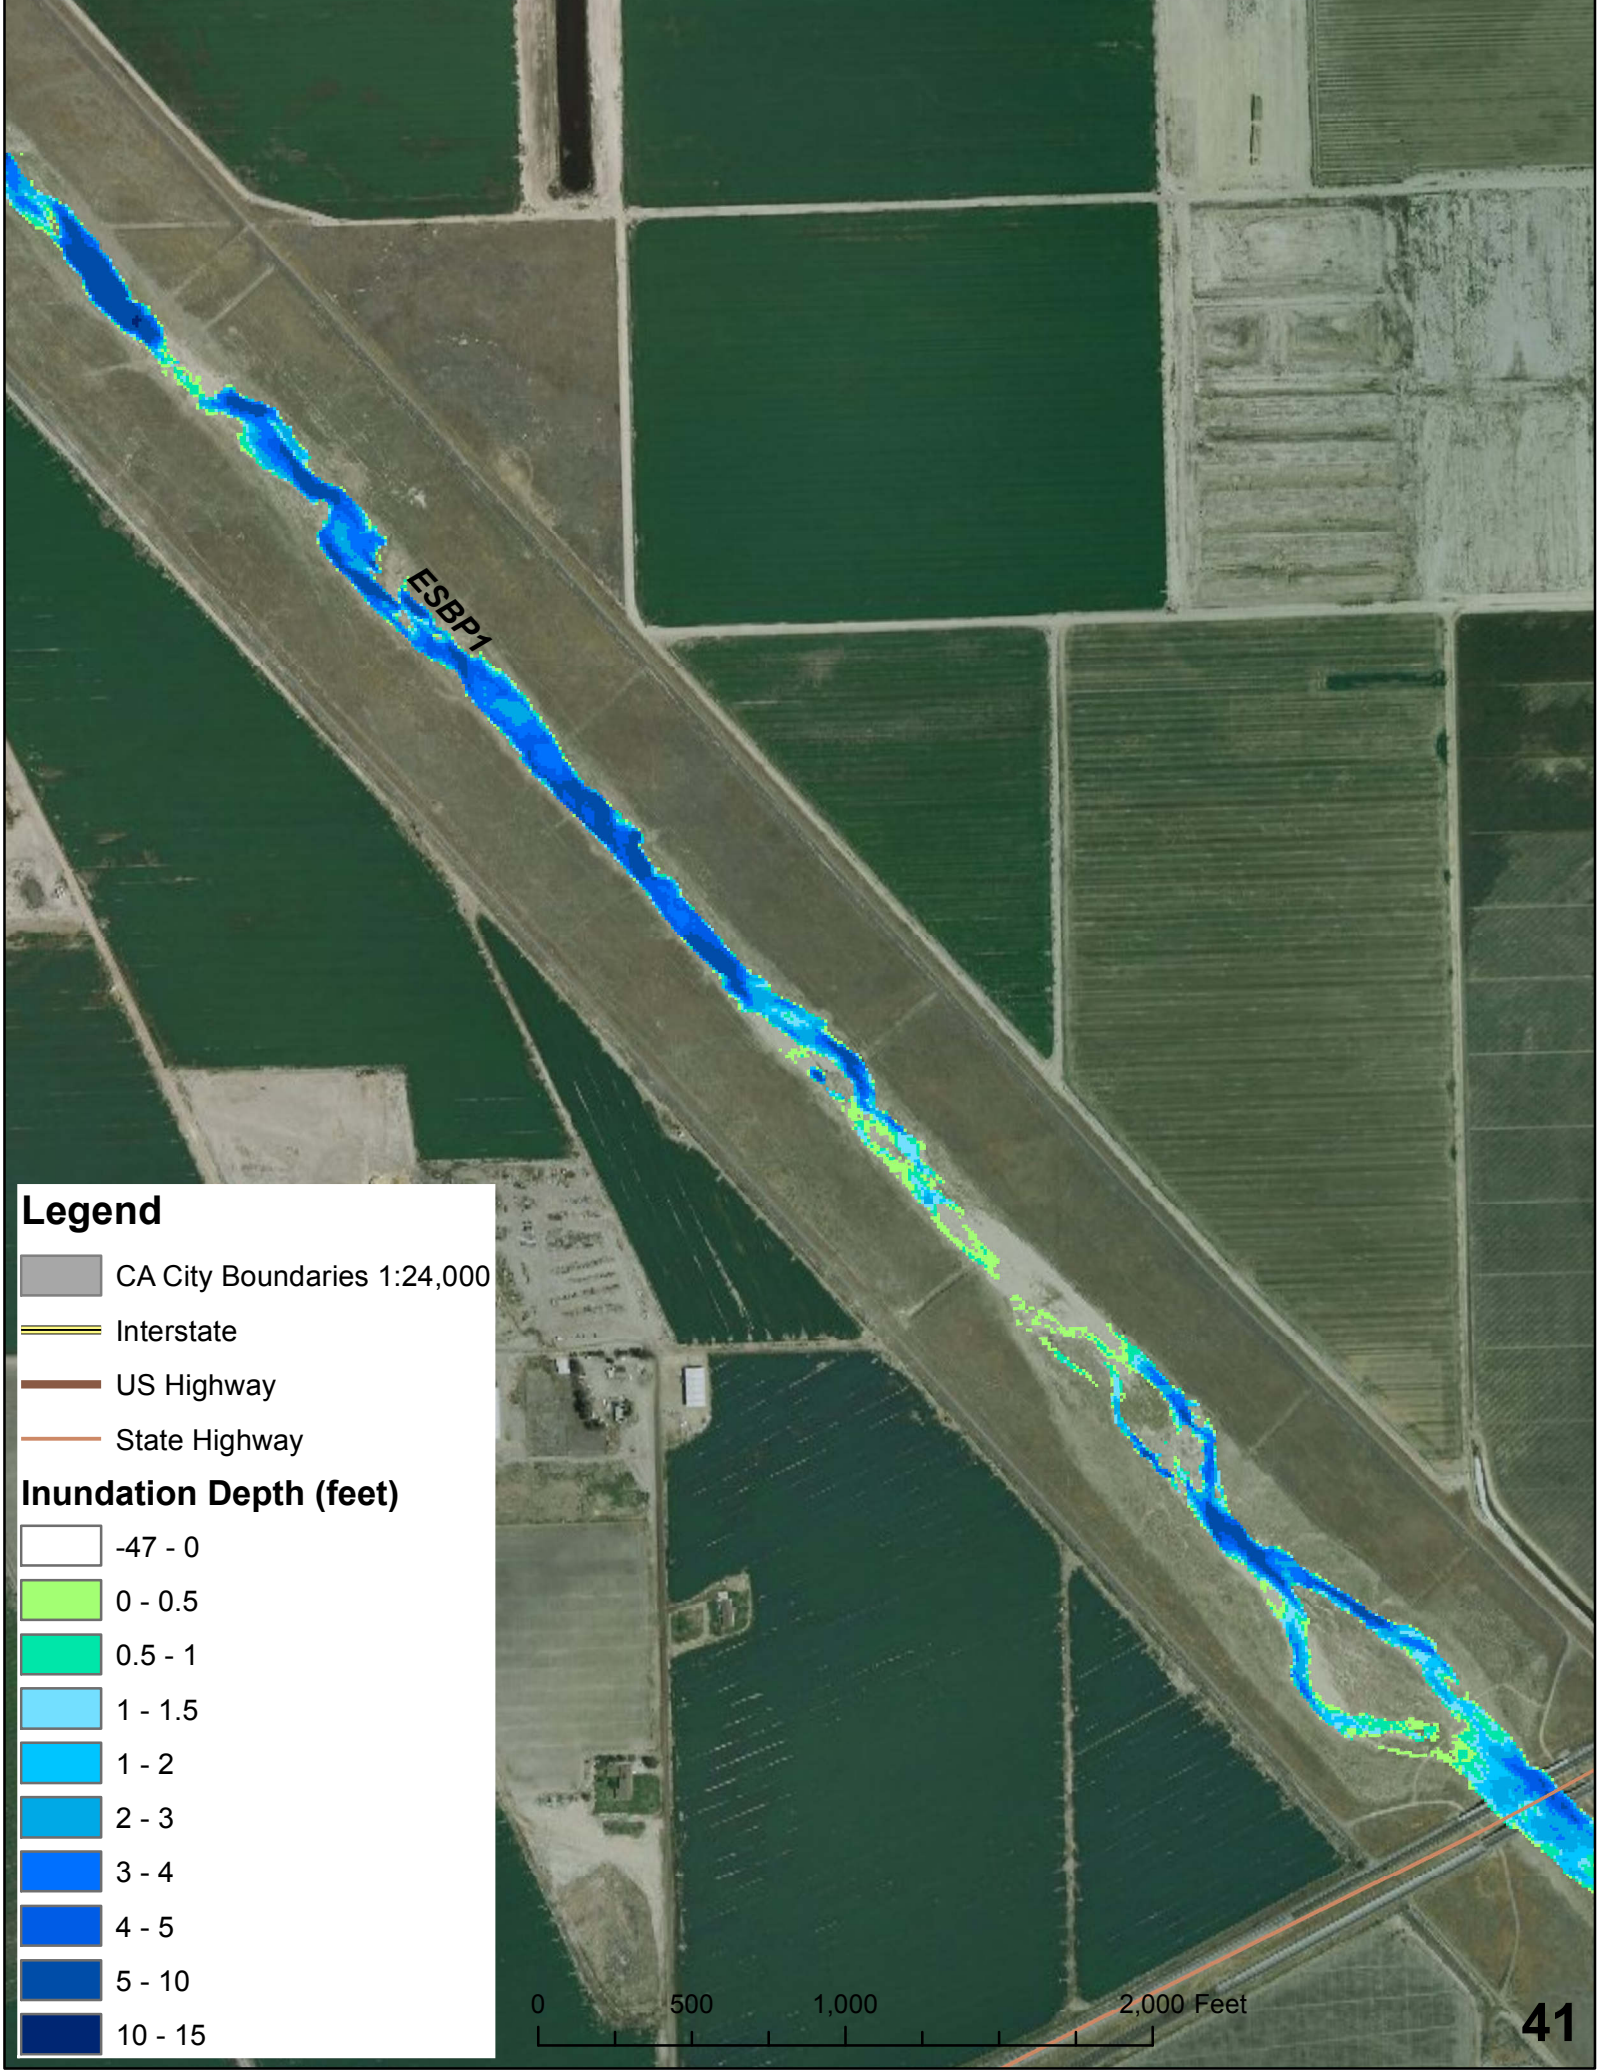 ESBP1
Legend
CA City Boundaries 1:24,000
Interstate
US Highway
State Highway
Inundation Depth (feet)
-47 - 0
0 - 0.5
0.5 - 1
1 - 1.5
1 - 2
2 - 3
3 - 4
4 - 5
5 - 10
10 - 15
0 500 1,000 2,000 Feet
41